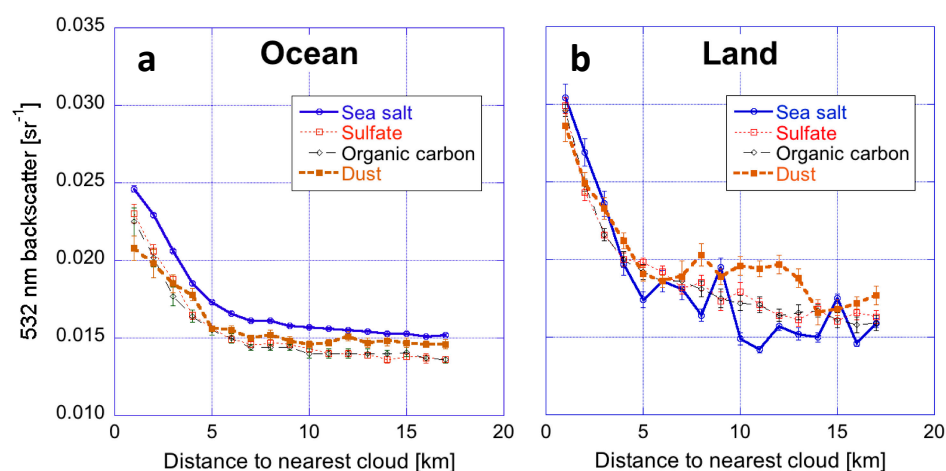 a Ocean
b Land
532 nm backscatter [sr⁻¹]
0.035
0.030
0.025
0.020
0.015
0.010
Sea salt
Sulfate
Organic carbon
Dust
0 5 10 15 20
Distance to nearest cloud [km]
Sea salt
Sulfate
Organic carbon
Dust
0 5 10 15 20
Distance to nearest cloud [km]